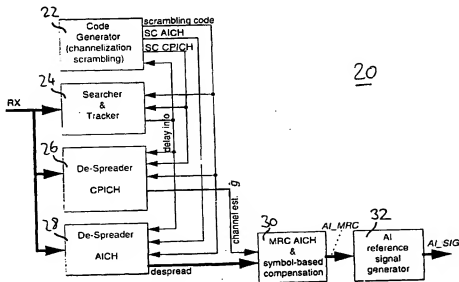 22
Code
Generator
(channelization
scrambling)
scrambling code
SC AICH
SC CPICH
20
24
Searcher
&
Tracker
RX
delay info
26
De-Spreader
CPICH
channel est. ĝ
28
De-Spreader
AICH
despread
30
MRC AICH
&
symbol-based
compensation
AI_MRC
32
AI
reference
signal
generator
AI_SIG